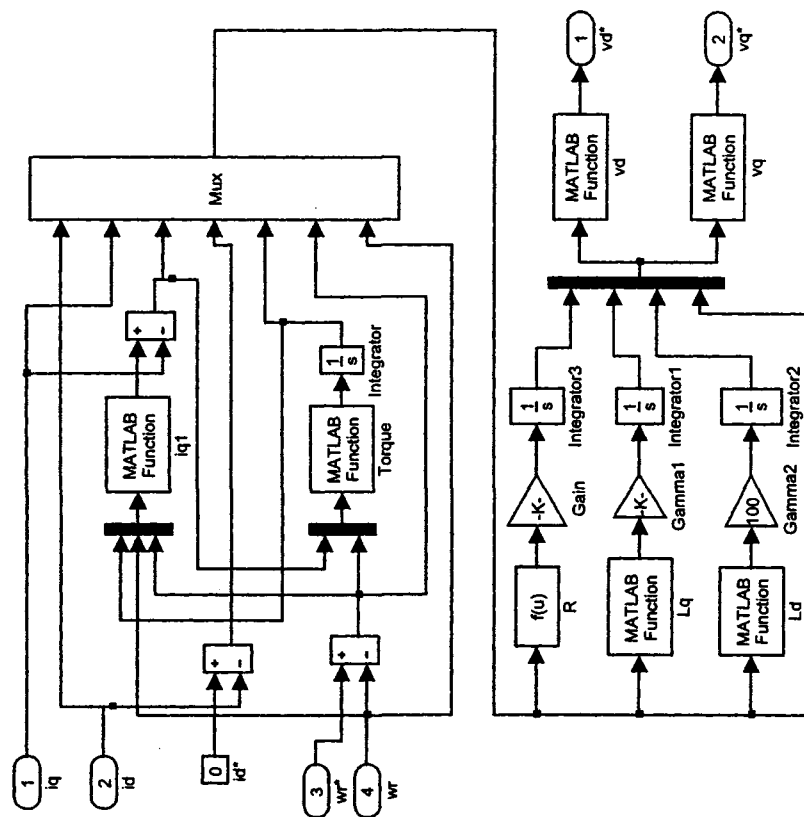 1
iq
2
id
0
id*
3
wr*
4
wr
+
-
+
-
MATLAB
Function
iq1
+
-
MATLAB
Function
Torque
1
s
Integrator
Mux
f(u)
R
-K-
Gain
1
s
Integrator3
MATLAB
Function
Lq
-K-
Gamma1
1
s
Integrator1
MATLAB
Function
Ld
100
Gamma2
1
s
Integrator2
MATLAB
Function
vd
1
vd*
MATLAB
Function
vq
2
vq*